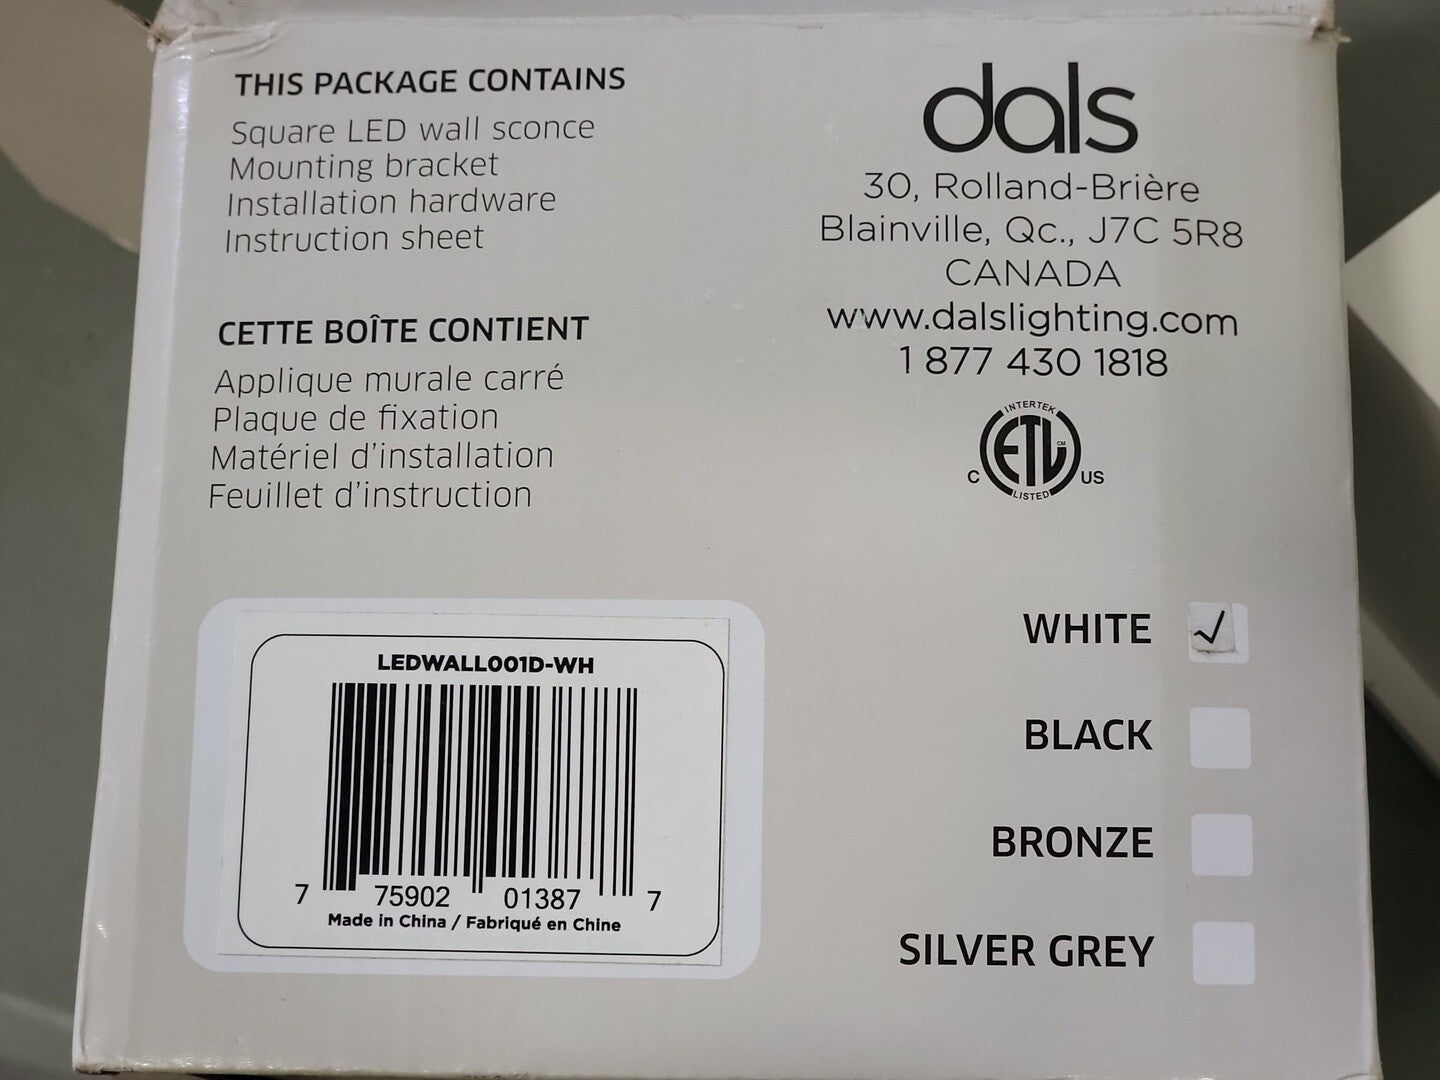 THIS PACKAGE CONTAINS
Square LED wall sconce
Mounting bracket
Installation hardware
Instruction sheet
CETTE BOÎTE CONTIENT
Applique murale carré
Plaque de fixation
Matériel d'installation
Feuillet d'instruction
dals
30, Rolland-Brière
Blainville, Qc., J7C 5R8
CANADA
www.dalslighting.com
1 877 430 1818
INTERTEK
C ETL CM US
LISTED
LEDWALL001D-WH
7 75902 01387 7
Made in China / Fabriqué en Chine
WHITE ✓
BLACK
BRONZE
SILVER GREY